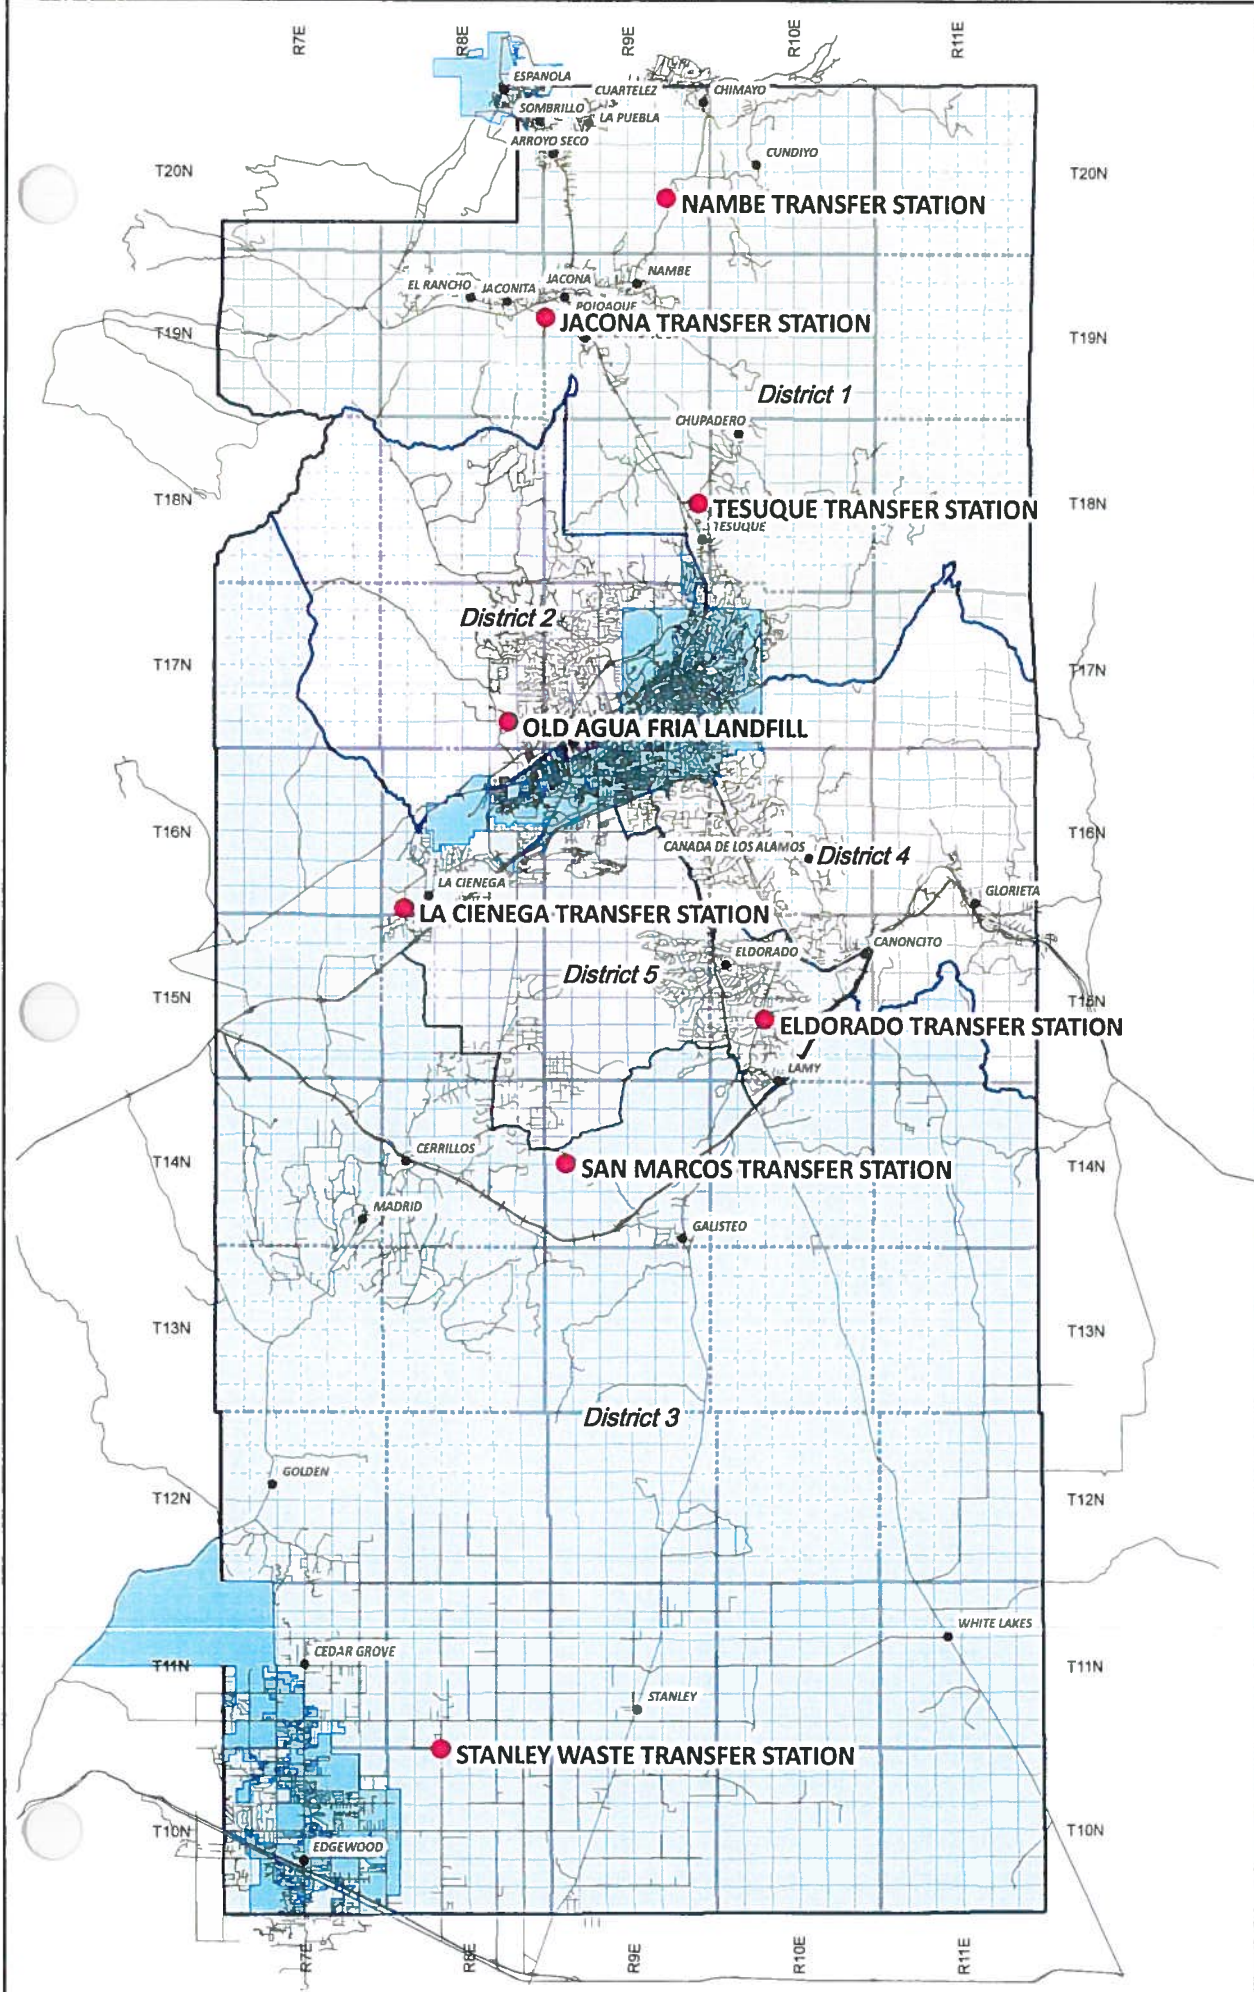 R7E
R8E
R9E
R10E
R11E
ESPANOLA
CUARTELEZ
CHIMAYO
SOMBRILLO
LA PUEBLA
ARROYO SECO
CUNDIYO
T20N
T20N
NAMBE TRANSFER STATION
NAMBE
JACONA
EL RANCHO
JACONITA
POJOAQUE
JACONA TRANSFER STATION
T19N
T19N
District 1
CHUPADERO
T18N
TESUQUE TRANSFER STATION
T18N
TESUQUE
District 2
T17N
T17N
OLD AGUA FRIA LANDFILL
T16N
T16N
CANADA DE LOS ALAMOS
District 4
LA CIENEGA
GLORIETA
LA CIENEGA TRANSFER STATION
CANONCITO
ELDORADO
District 5
T15N
T15N
ELDORADO TRANSFER STATION
LAMY
CERRILLOS
T14N
SAN MARCOS TRANSFER STATION
T14N
MADRID
GALISTEO
T13N
T13N
District 3
GOLDEN
T12N
T12N
WHITE LAKES
CEDAR GROVE
T11N
T11N
STANLEY
STANLEY WASTE TRANSFER STATION
T10N
T10N
EDGEWOOD
R7E
R8E
R9E
R10E
R11E